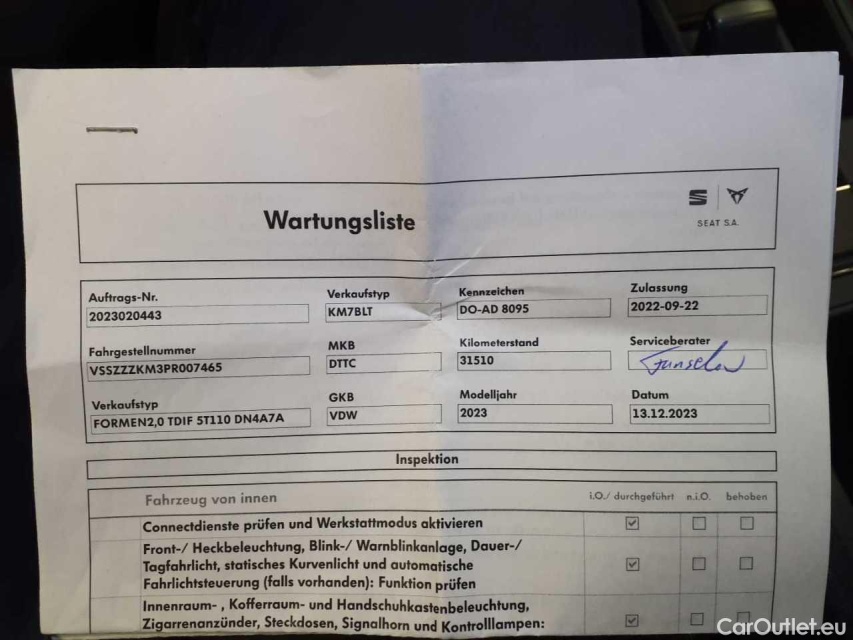 Wartungsliste
SEAT S.A.
Auftrags-Nr. Verkaufstyp Kennzeichen Zulassung
2023020443 KM7BLT DO-AD 8095 2022-09-22
Fahrgestellnummer MKB Kilometerstand Serviceberater
VSSZZZKM3PR007465 DTTC 31510
Verkaufstyp GKB Modelljahr Datum
FORMEN2,0 TDIF 5T110 DN4A7A VDW 2023 13.12.2023
Inspektion
Fahrzeug von innen i.O./ durchgeführt n.i.O. behoben
Connectdienste prüfen und Werkstattmodus aktivieren
Front-/ Heckbeleuchtung, Blink-/ Warnblinkanlage, Dauer-/
Tagfahrlicht, statisches Kurvenlicht und automatische
Fahrlichtsteuerung (falls vorhanden): Funktion prüfen
Innenraum- , Kofferraum- und Handschuhkastenbeleuchtung,
Zigarrenanzünder, Steckdosen, Signalhorn und Kontrolllampen:
CarOutlet.eu